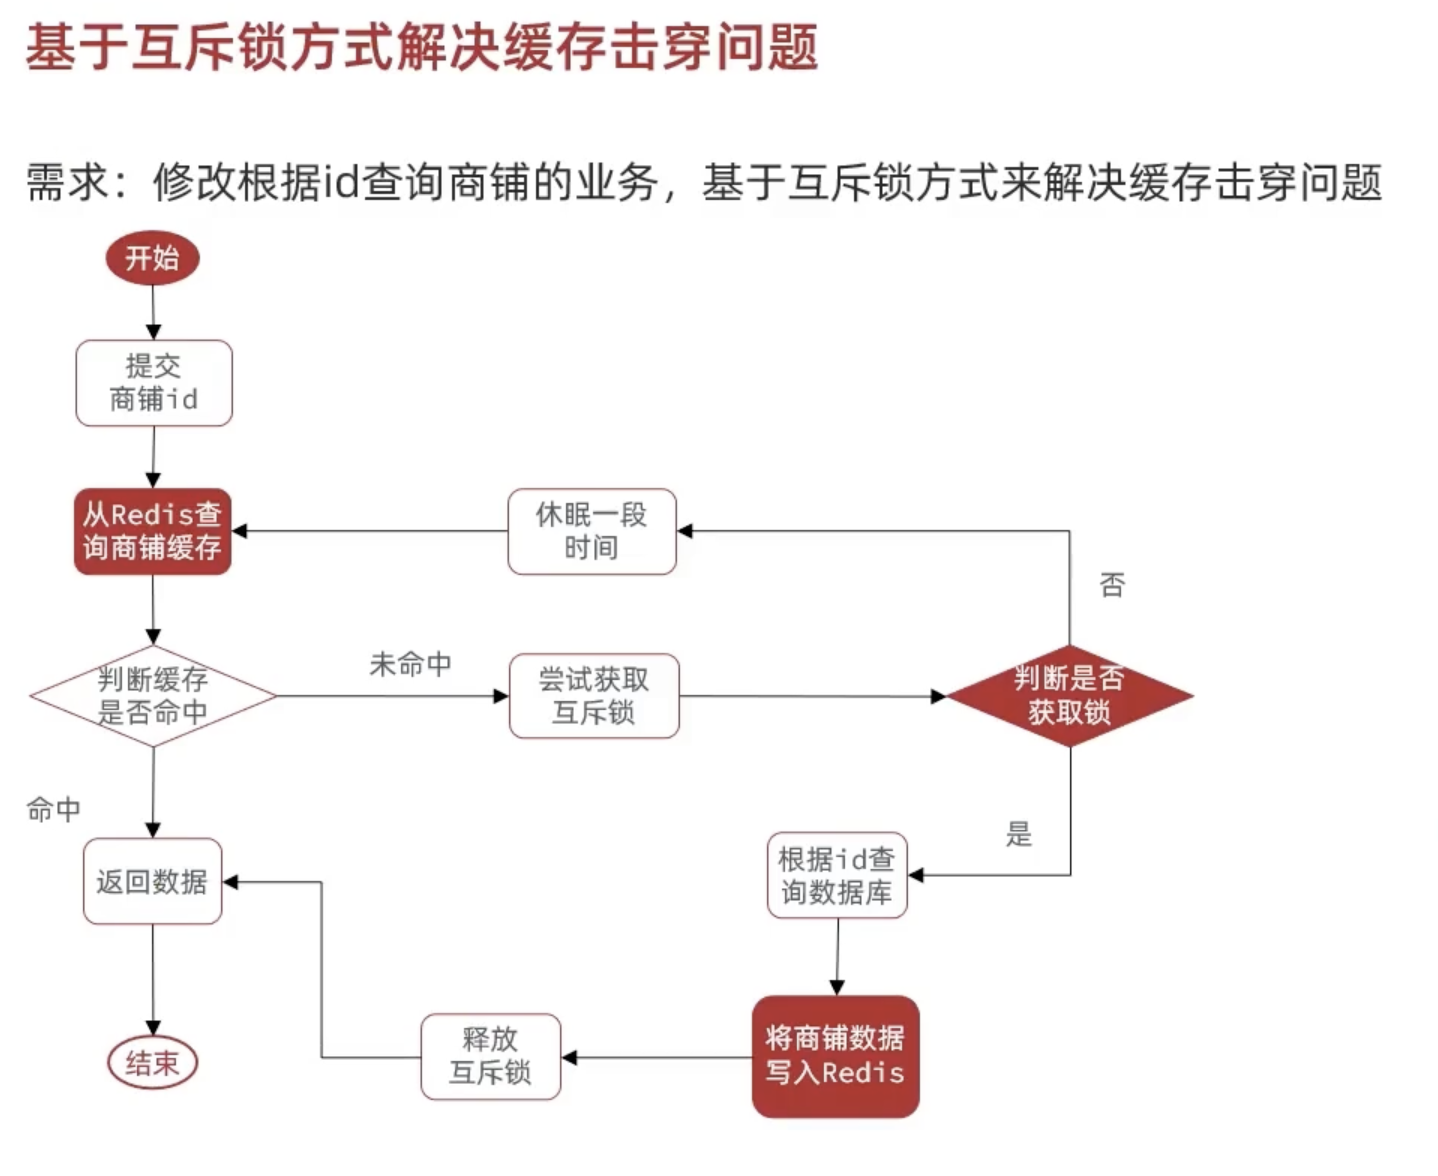 基于互斥锁方式解决缓存击穿问题
需求：修改根据id查询商铺的业务，基于互斥锁方式来解决缓存击穿问题
开始
提交
商铺id
从Redis查
询商铺缓存
休眠一段
时间
否
判断缓存
是否命中
未命中
尝试获取
互斥锁
判断是否
获取锁
命中
是
返回数据
根据id查
询数据库
将商铺数据
写入Redis
释放
互斥锁
结束